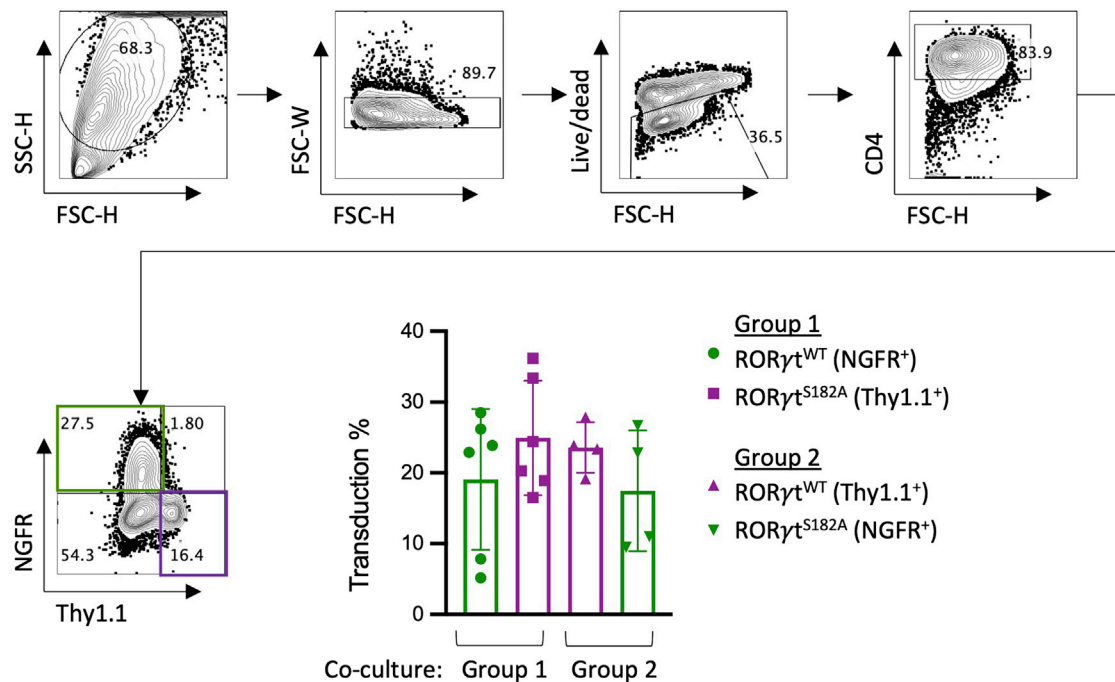 SSC-H
68.3
FSC-H
FSC-W
89.7
FSC-H
Live/dead
36.5
FSC-H
CD4
83.9
FSC-H
NGFR
27.5
1.80
54.3
16.4
Thy1.1
Transduction %
40
30
20
10
0
Co-culture: Group 1 Group 2
Group 1
RORγt^WT (NGFR⁺)
RORγt^S182A (Thy1.1⁺)
Group 2
RORγt^WT (Thy1.1⁺)
RORγt^S182A (NGFR⁺)